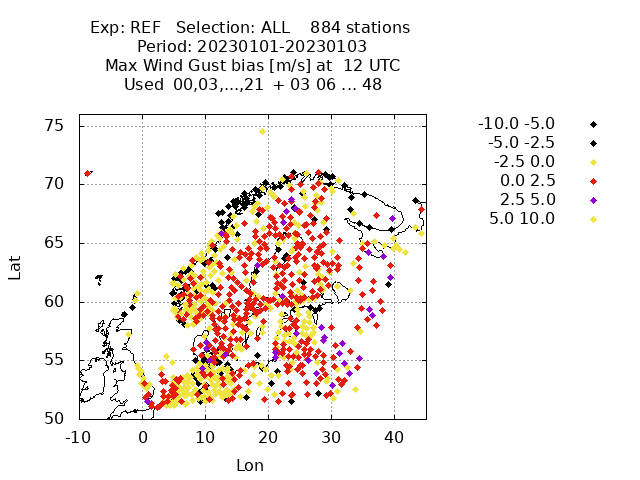 Exp: REF   Selection: ALL    884 stations
Period: 20230101-20230103
Max Wind Gust bias [m/s] at  12 UTC
Used  00,03,...,21  + 03 06 ... 48
-10.0 -5.0
-5.0 -2.5
-2.5 0.0
0.0 2.5
2.5 5.0
5.0 10.0
75
70
65
60
55
50
Lat
-10 0 10 20 30 40
Lon